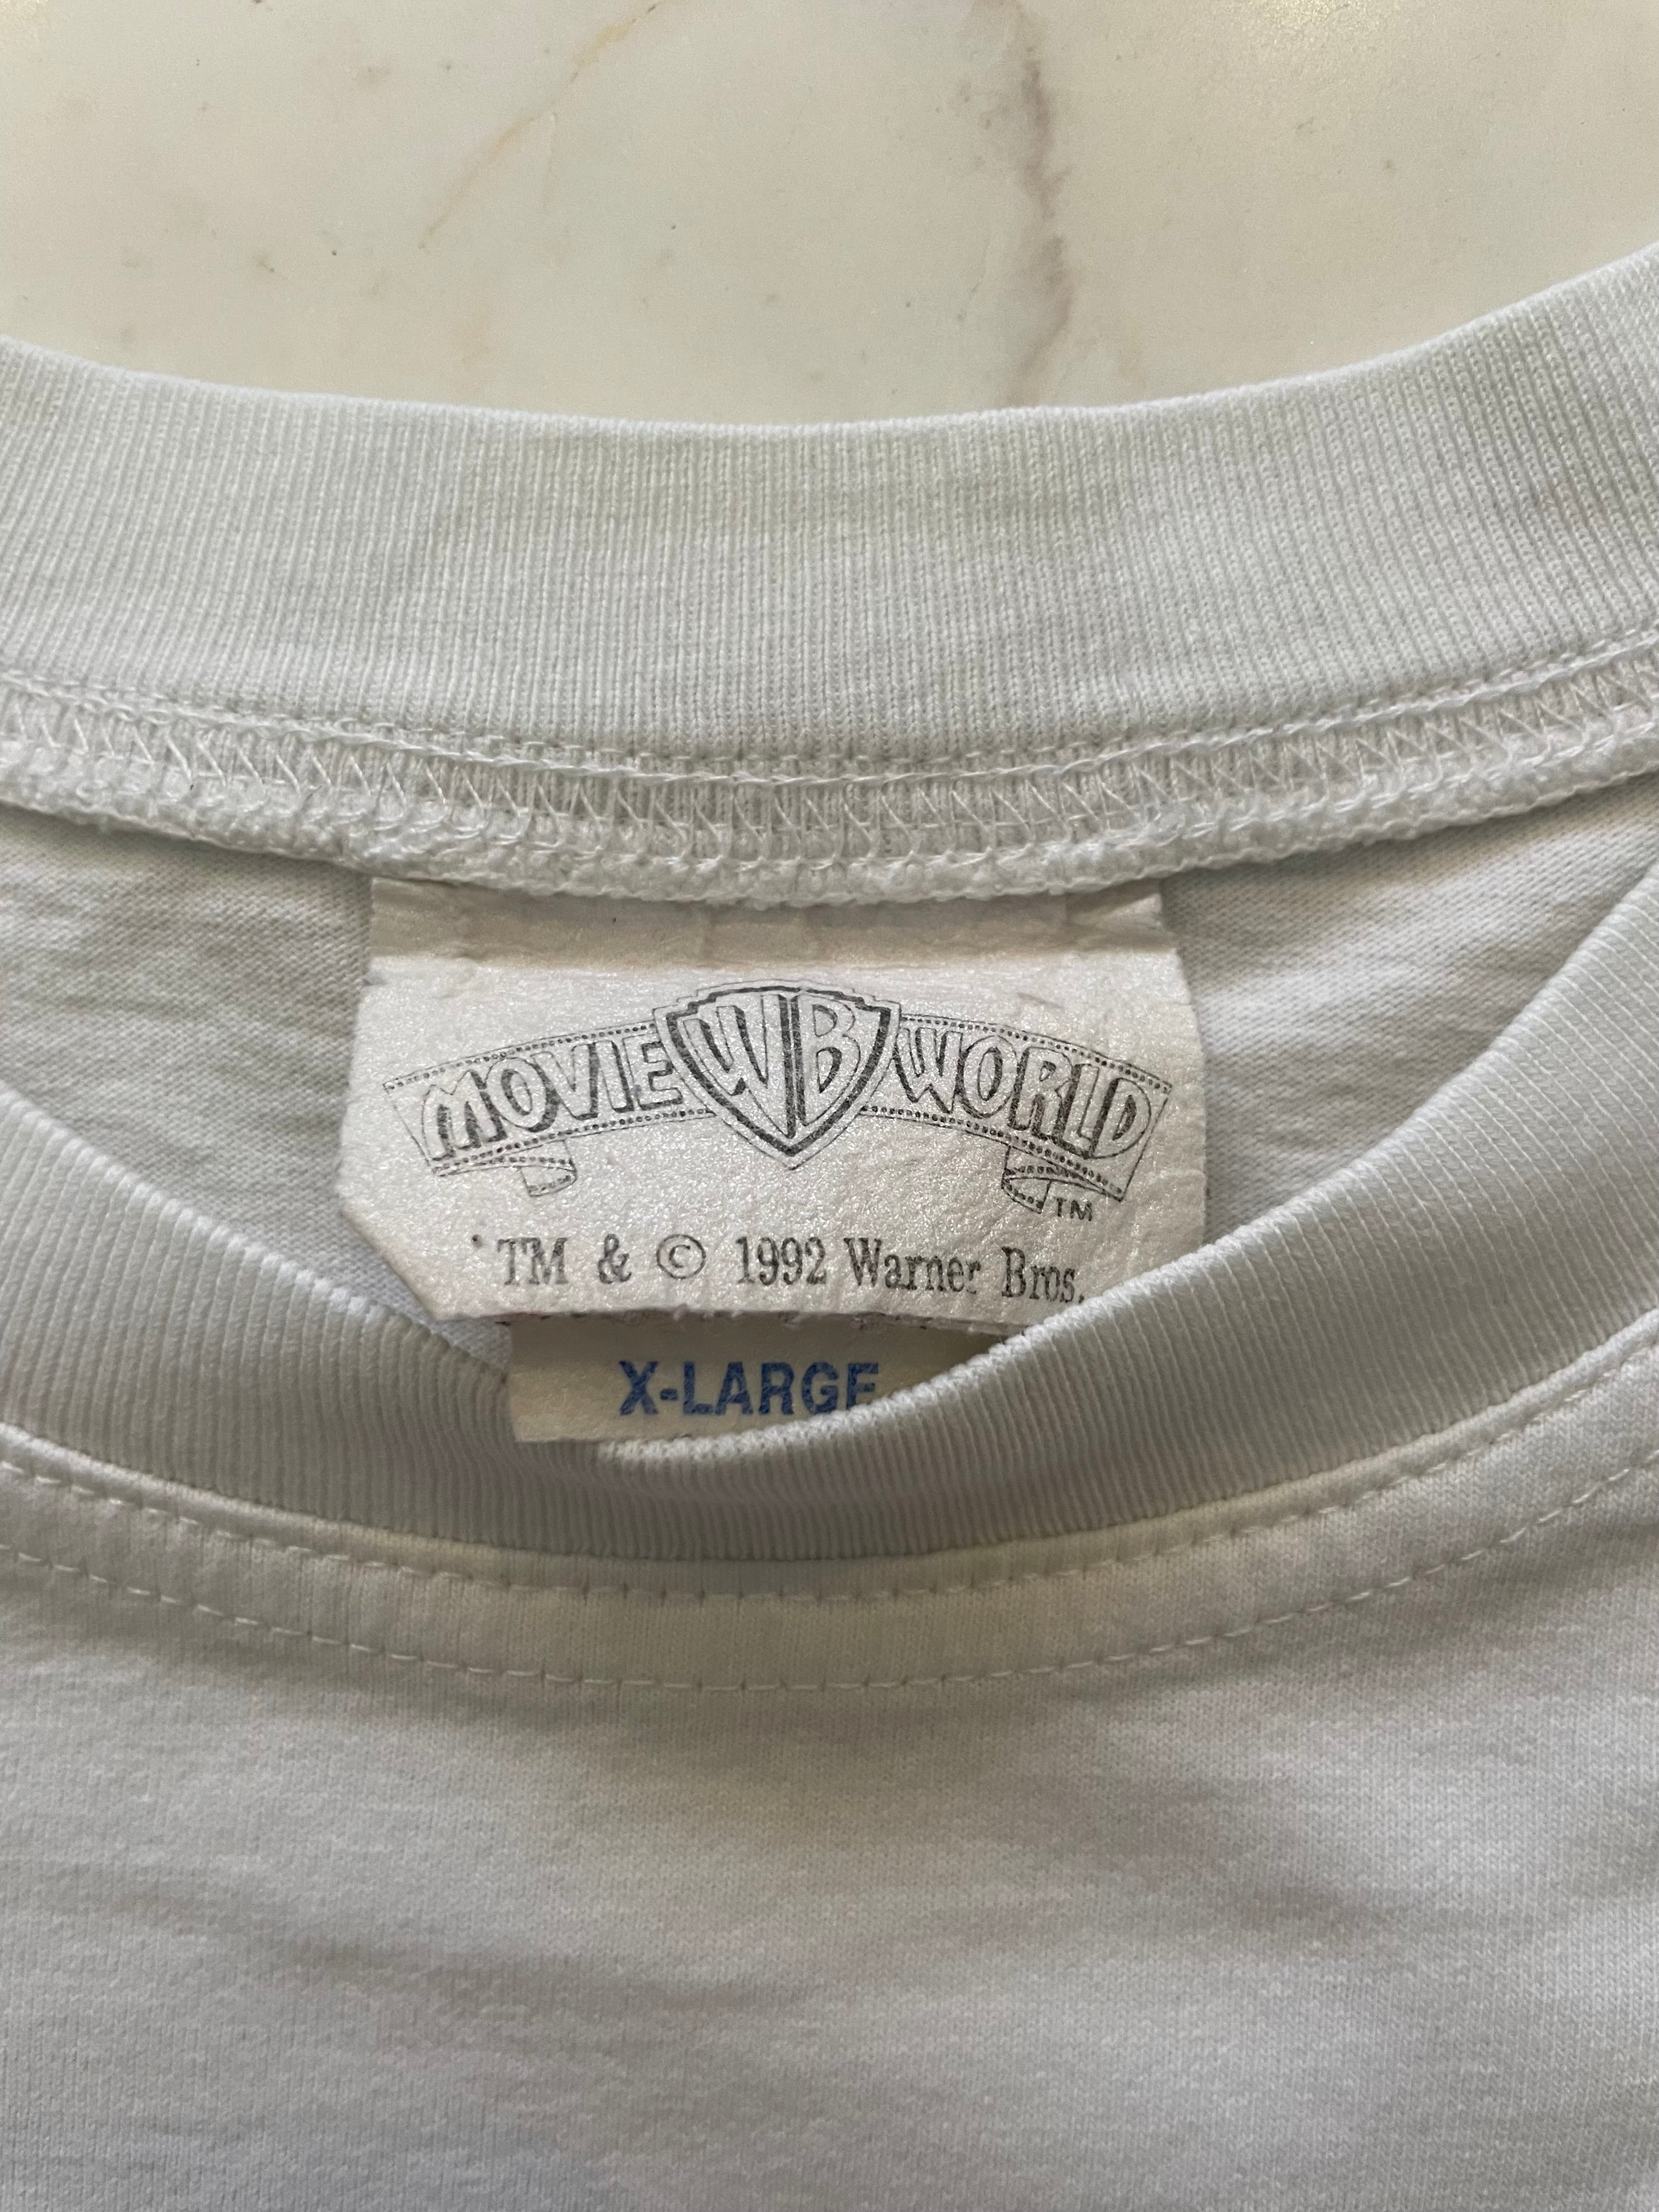 MOVIE WB WORLD
TM
TM & © 1992 Warner Bros.
X-LARGE